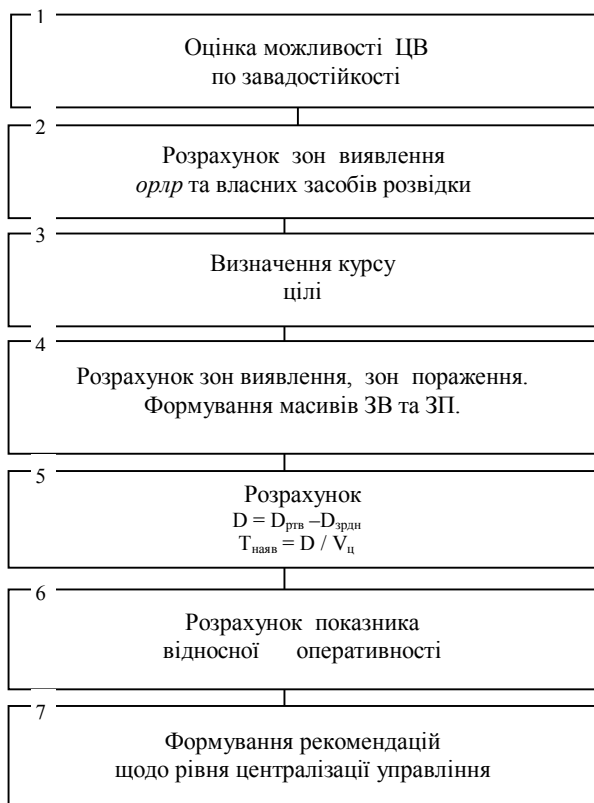 1
Оцінка можливості ЦВ
по завадостійкості
2
Розрахунок зон виявлення
орлр та власних засобів розвідки
3
Визначення курсу
цілі
4
Розрахунок зон виявлення, зон пораження.
Формування масивів ЗВ та ЗП.
5
Розрахунок
D = Dртв –Dзрдн
Tнаяв = D / Vц
6
Розрахунок показника
відносної оперативності
7
Формування рекомендацій
щодо рівня централізації управління